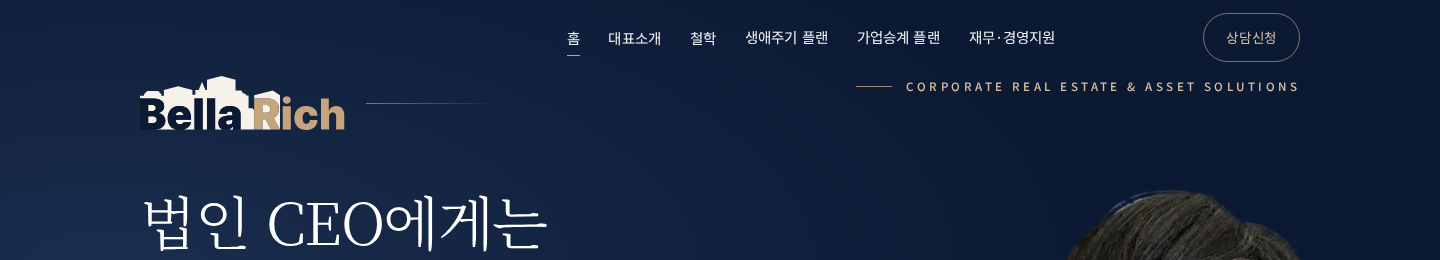 홈 대표소개 철학 생애주기 플랜 가업승계 플랜 재무·경영지원 상담신청
CORPORATE REAL ESTATE & ASSET SOLUTIONS
Bella Rich
법인 CEO에게는